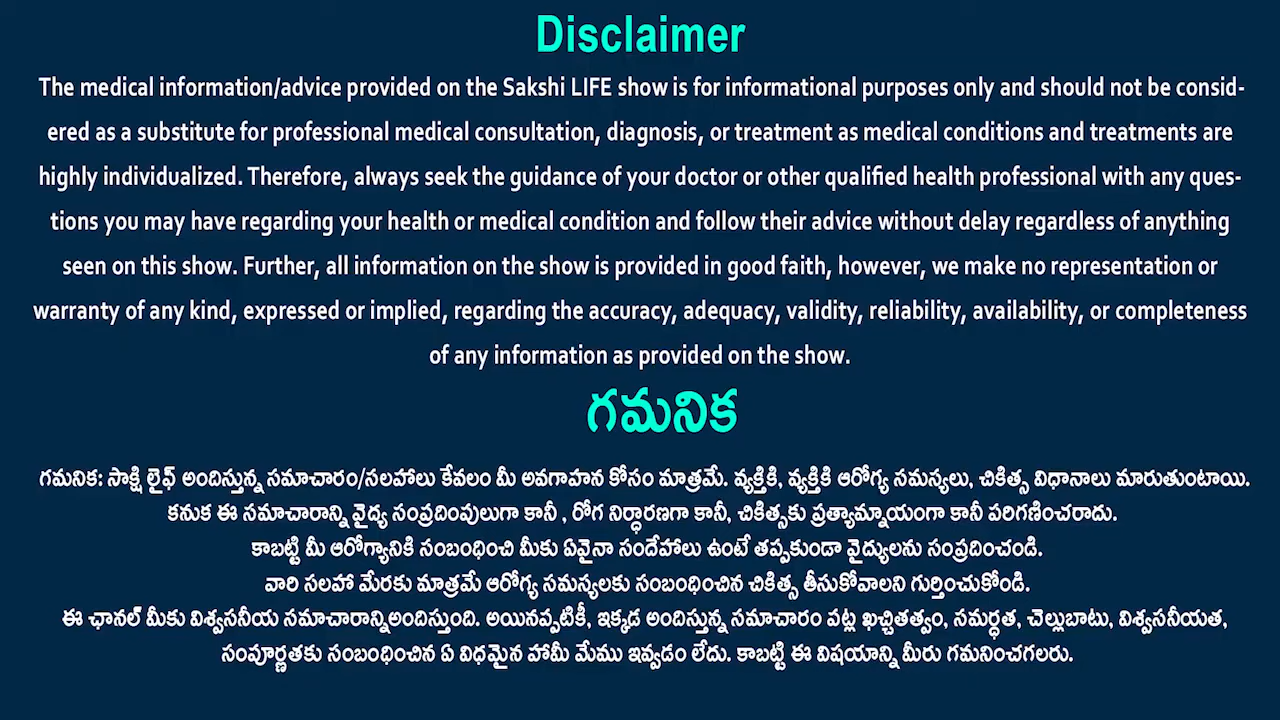 Disclaimer
The medical information/advice provided on the Sakshi LIFE show is for informational purposes only and should not be consid-
ered as a substitute for professional medical consultation, diagnosis, or treatment as medical conditions and treatments are
highly individualized. Therefore, always seek the guidance of your doctor or other qualified health professional with any ques-
tions you may have regarding your health or medical condition and follow their advice without delay regardless of anything
seen on this show. Further, all information on the show is provided in good faith, however, we make no representation or
warranty of any kind, expressed or implied, regarding the accuracy, adequacy, validity, reliability, availability, or completeness
of any information as provided on the show.
గమనిక
గమనిక: సాక్షి లైఫ్ అందిస్తున్న సమాచారం/సలహాలు కేవలం మీ అవగాహన కోసం మాత్రమే. వ్యక్తికి, వ్యక్తికి ఆరోగ్య సమస్యలు, చికిత్స విధానాలు మారుతుంటాయి.
కనుక ఈ సమాచారాన్ని వైద్య సంప్రదింపులుగా కానీ , రోగ నిర్ధారణగా కానీ, చికిత్సకు ప్రత్యామ్నాయంగా కానీ పరిగణించరాదు.
కాబట్టి మీ ఆరోగ్యానికి సంబంధించి మీకు ఏవైనా సందేహాలు ఉంటే తప్పకుండా వైద్యులను సంప్రదించండి.
వారి సలహా మేరకు మాత్రమే ఆరోగ్య సమస్యలకు సంబంధించిన చికిత్స తీసుకోవాలని గుర్తించుకోండి.
ఈ ఛానల్ మీకు విశ్వసనీయ సమాచారాన్నిఅందిస్తుంది. అయినప్పటికీ, ఇక్కడ అందిస్తున్న సమాచారం పట్ల ఖచ్చితత్వం, సమర్ధత, చెల్లుబాటు, విశ్వసనీయత,
సంపూర్ణతకు సంబంధించిన ఏ విధమైన హామీ మేము ఇవ్వడం లేదు. కాబట్టి ఈ విషయాన్ని మీరు గమనించగలరు.